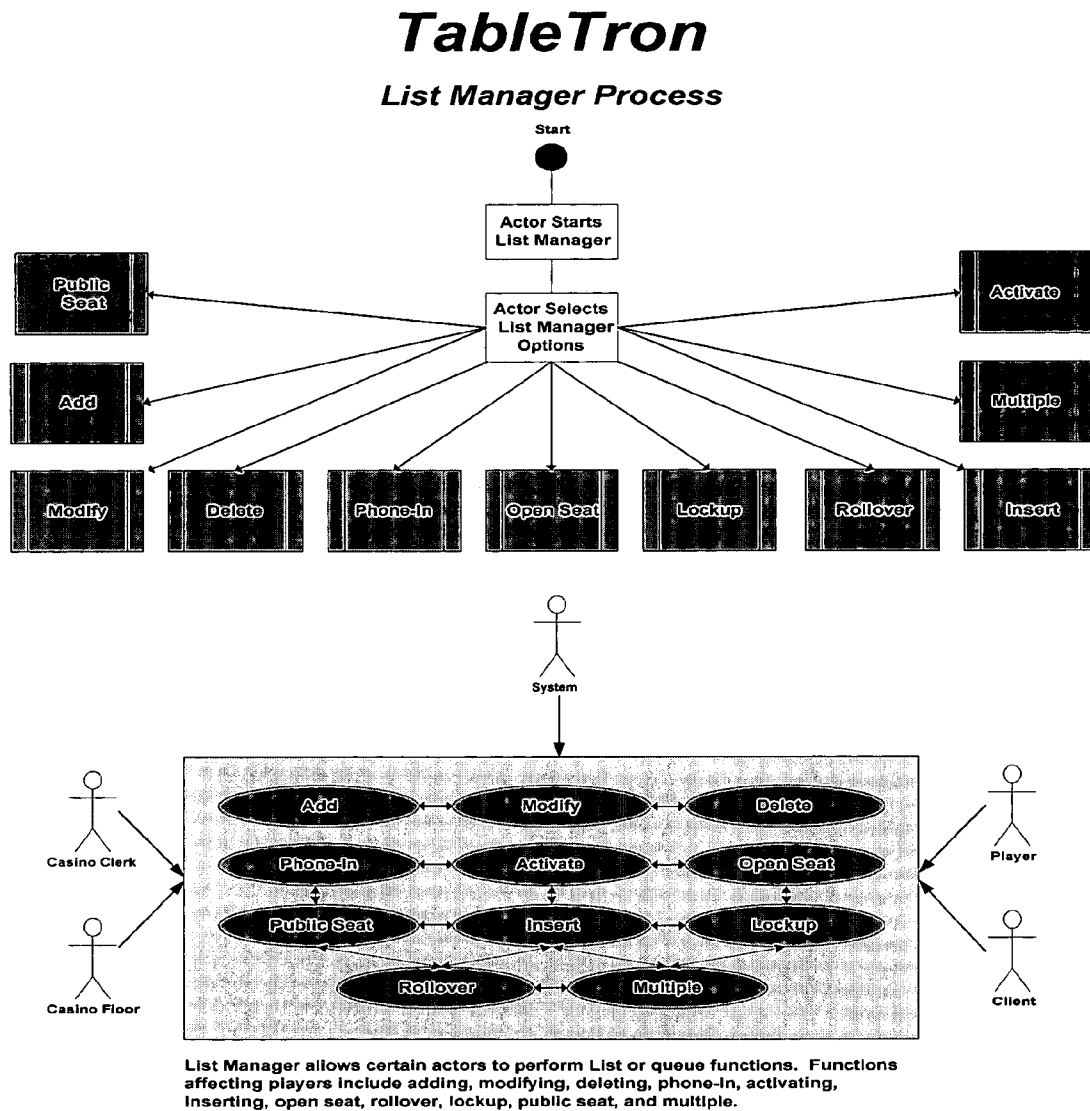 TableTron
List Manager Process
Start
Actor Starts
List Manager
Public
Seat
Actor Selects
List Manager
Options
Activate
Add
Multiple
Modify
Delete
Phone-In
Open Seat
Lockup
Rollover
Insert
System
Add
Modify
Delete
Casino Clerk
Player
Phone-In
Activate
Open Seat
Public Seat
Insert
Lockup
Rollover
Multiple
Casino Floor
Client
List Manager allows certain actors to perform List or queue functions. Functions
affecting players include adding, modifying, deleting, phone-in, activating,
inserting, open seat, rollover, lockup, public seat, and multiple.